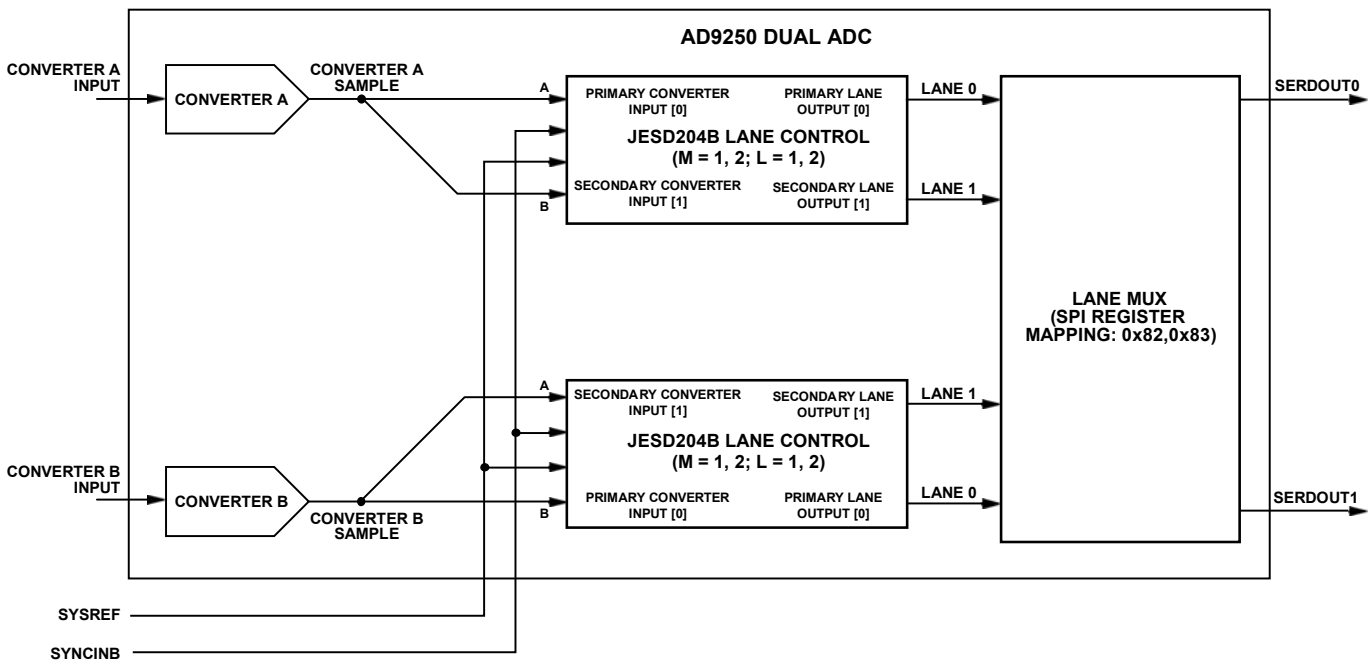 AD9250 DUAL ADC
CONVERTER A
INPUT
CONVERTER A
CONVERTER A
SAMPLE
A
B
PRIMARY CONVERTER
INPUT [0]
PRIMARY LANE
OUTPUT [0]
JESD204B LANE CONTROL
(M = 1, 2; L = 1, 2)
SECONDARY CONVERTER
INPUT [1]
SECONDARY LANE
OUTPUT [1]
LANE 0
LANE 1
SERDOUT0
LANE MUX
(SPI REGISTER
MAPPING: 0x82,0x83)
CONVERTER B
INPUT
CONVERTER B
CONVERTER B
SAMPLE
A
B
SECONDARY CONVERTER
INPUT [1]
SECONDARY LANE
OUTPUT [1]
JESD204B LANE CONTROL
(M = 1, 2; L = 1, 2)
PRIMARY CONVERTER
INPUT [0]
PRIMARY LANE
OUTPUT [0]
LANE 1
LANE 0
SERDOUT1
SYSREF
SYNCINB